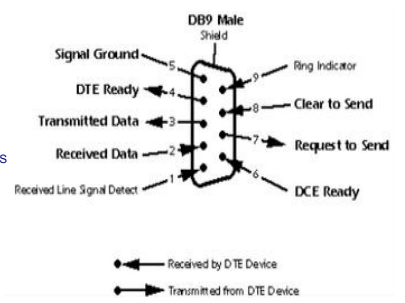 DB9 Male
Shield
Signal Ground
5
9
Ring Indicator
DTE Ready
4
8
Clear to Send
Transmitted Data
3
7
Request to Send
s
Received Data
2
6
DCE Ready
Received Line Signal Detect
1
Received by DTE Device
Transmitted from DTE Device